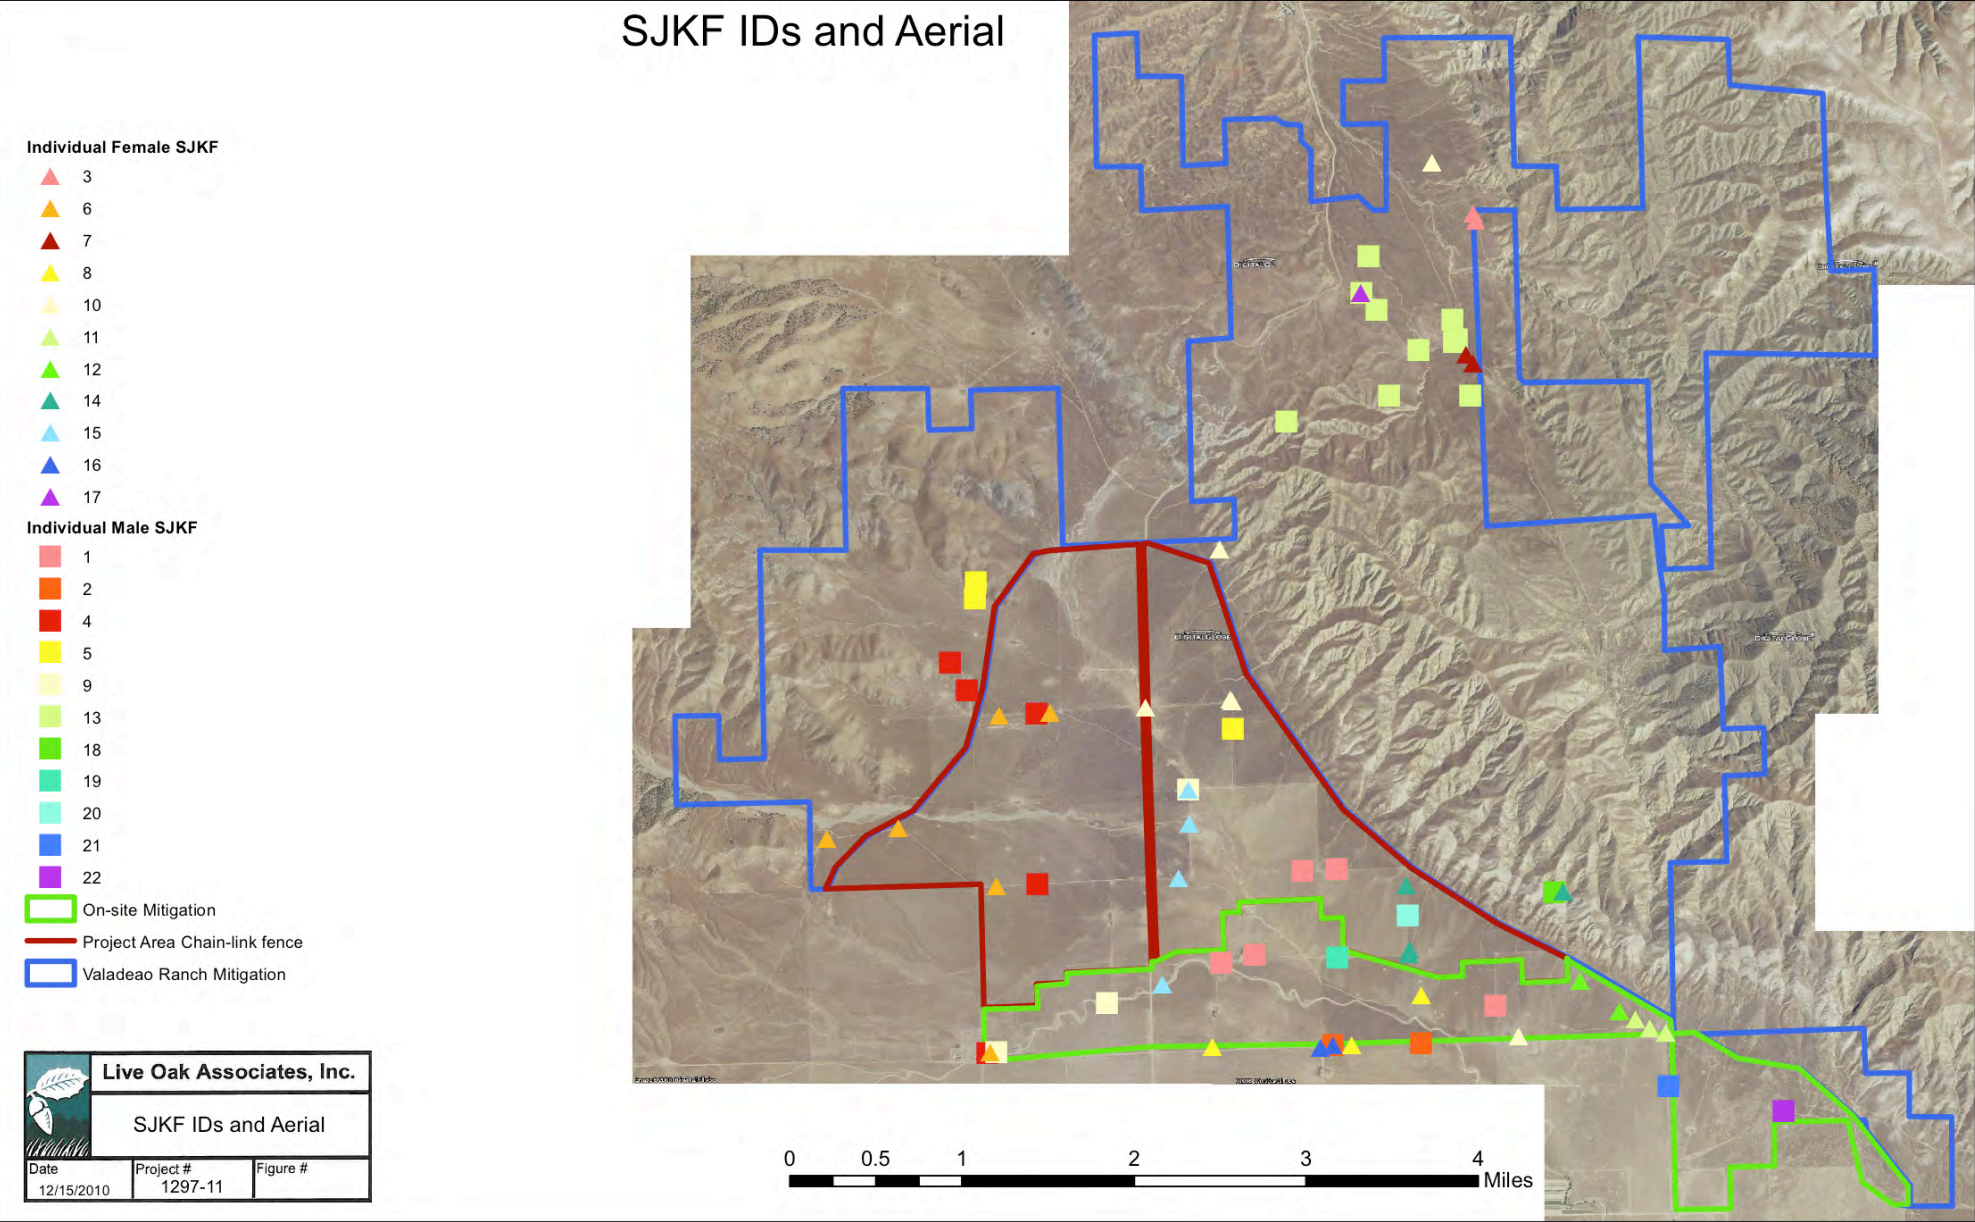 SJKF IDs and Aerial
Individual Female SJKF
3
6
7
8
10
11
12
14
15
16
17
Individual Male SJKF
1
2
4
5
9
13
18
19
20
21
22
On-site Mitigation
Project Area Chain-link fence
Valadeao Ranch Mitigation
Live Oak Associates, Inc.
SJKF IDs and Aerial
Date
12/15/2010
Project #
1297-11
Figure #
0 0.5 1 2 3 4
Miles
DIGITALGLOBE
DIGITALGLOBE